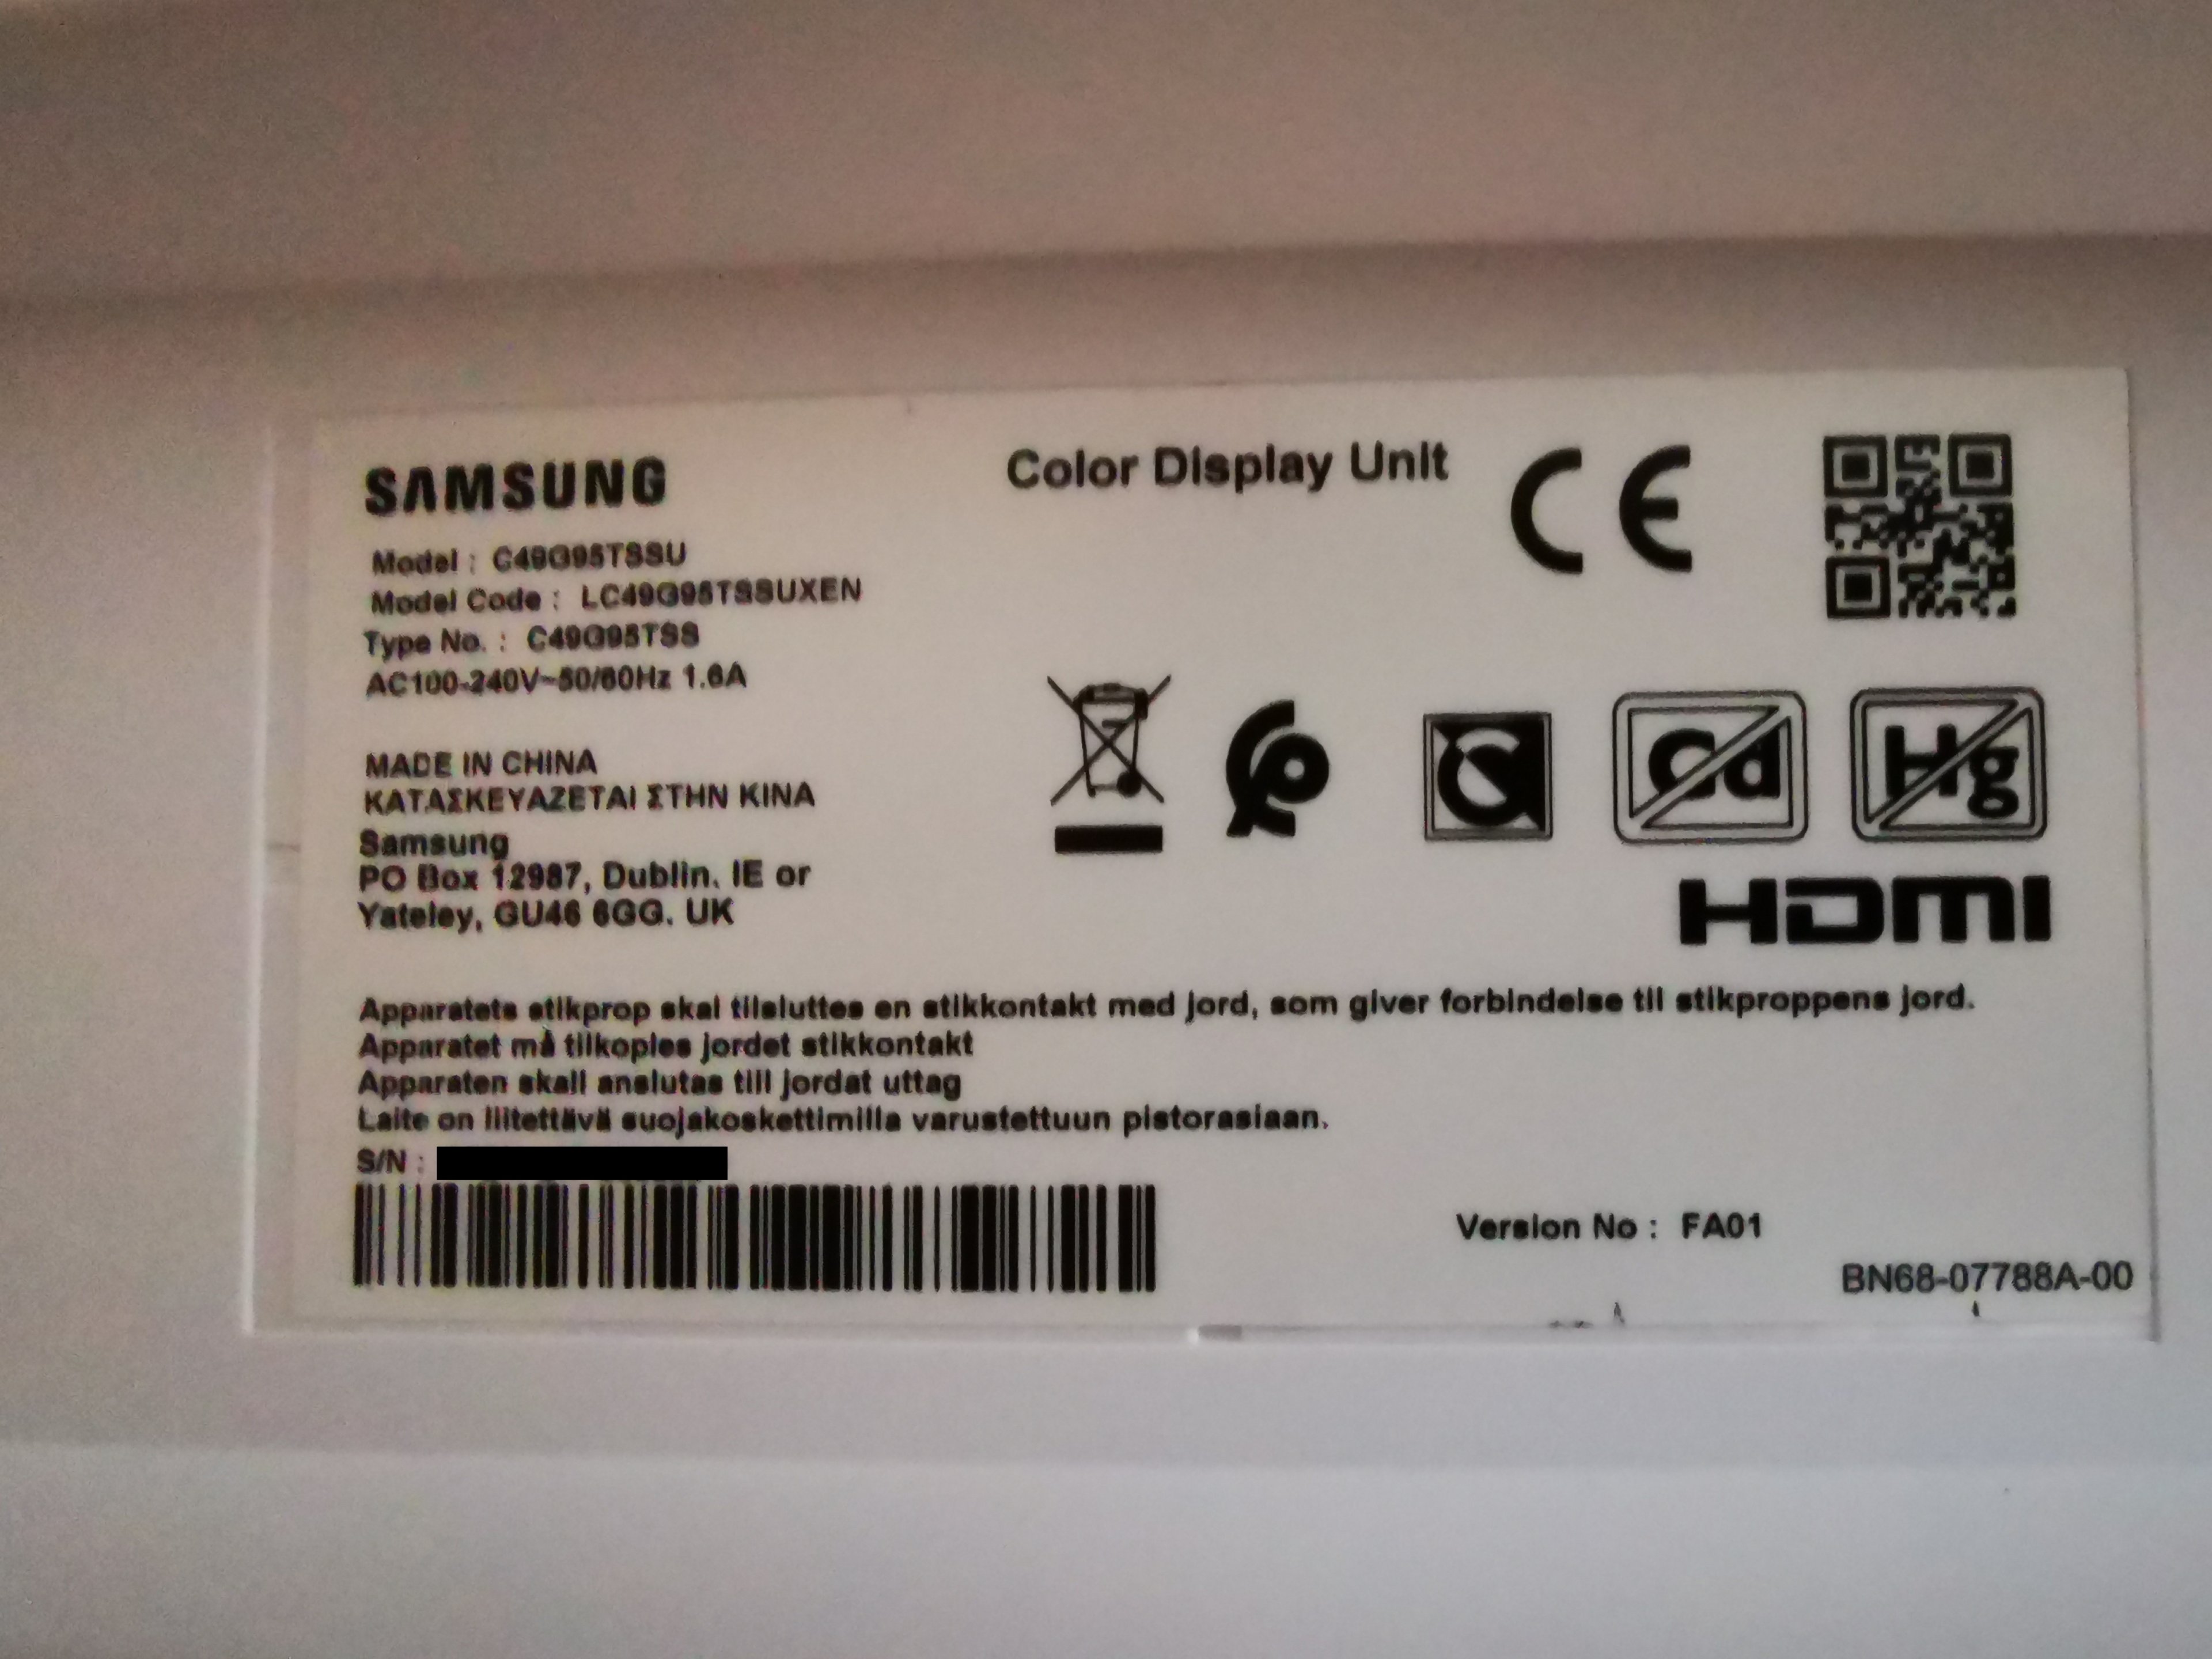 SAMSUNG
Color Display Unit
CE
Model : C49G95TSSU
Model Code : LC49G95TSSUXEN
Type No. : C49G95TSS
AC100-240V~50/60Hz 1.6A
MADE IN CHINA
ΚΑΤΑΣΚΕΥΑΖΕΤΑΙ ΣΤΗΝ ΚΙΝΑ
Samsung
PO Box 12987, Dublin. IE or
Yateley, GU46 6GG. UK
Cd
Hg
HDMI
Apparatets stikprop skal tilsluttes en stikkontakt med jord, som giver forbindelse til stikproppens jord.
Apparatet må tilkoples jordet stikkontakt
Apparaten skall anslutas till jordat uttag
Laite on liitettävä suojakoskettimilla varustettuun pistorasiaan.
S/N :
Version No : FA01
BN68-07788A-00